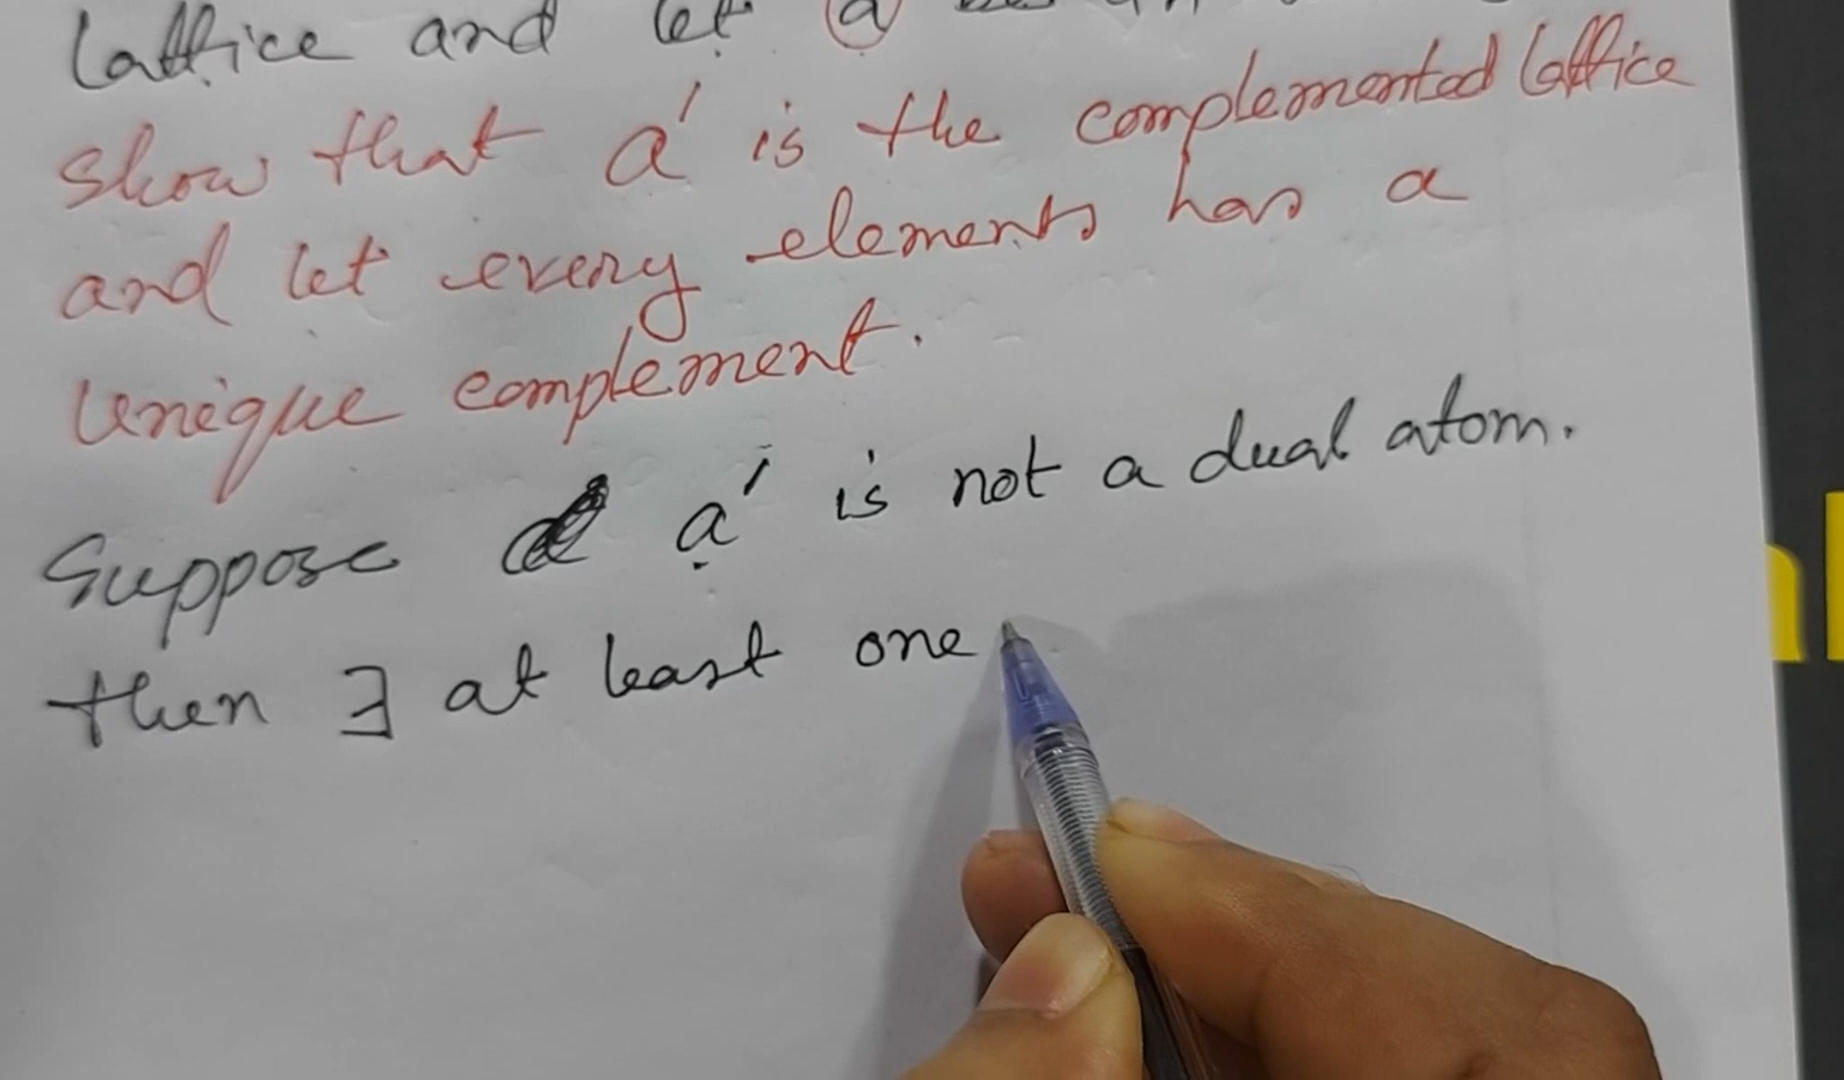 Lattice and let a
show that a' is the complemented lattice
and let every elements has a
unique complement.
Suppose a' is not a dual atom.
then ∃ at least one